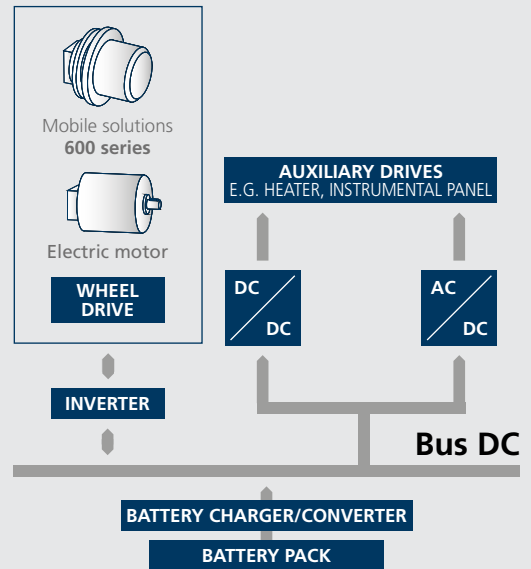 Mobile solutions
600 series
Electric motor
WHEEL
DRIVE
INVERTER
AUXILIARY DRIVES
E.G. HEATER, INSTRUMENTAL PANEL
DC
DC
AC
DC
Bus DC
BATTERY CHARGER/CONVERTER
BATTERY PACK